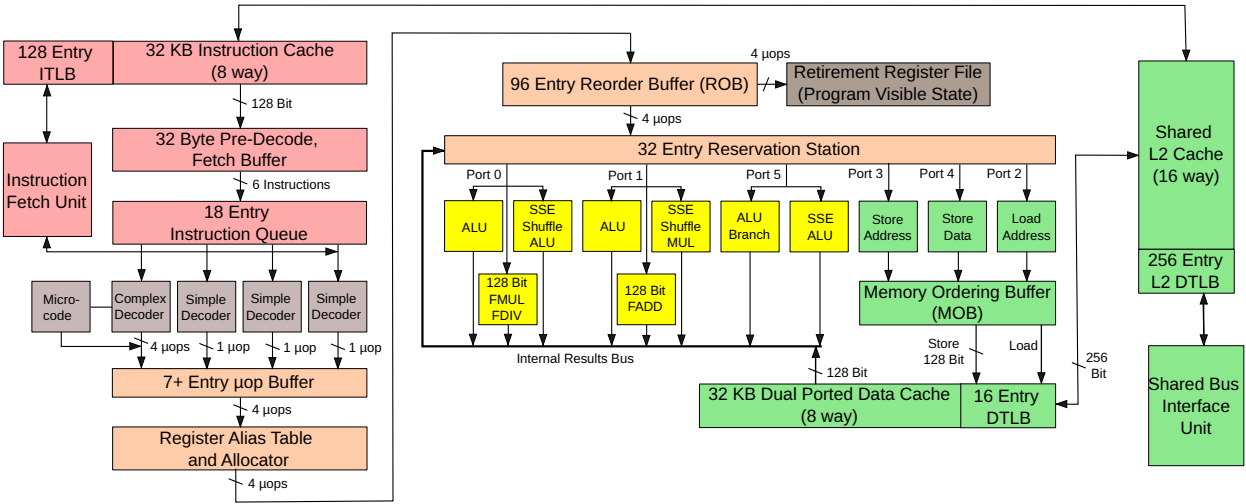 128 Entry
ITLB
32 KB Instruction Cache
(8 way)
128 Bit
32 Byte Pre-Decode,
Fetch Buffer
Instruction
Fetch Unit
6 Instructions
18 Entry
Instruction Queue
Micro-
code
Complex
Decoder
Simple
Decoder
Simple
Decoder
Simple
Decoder
4 µops
1 µop
1 µop
1 µop
7+ Entry µop Buffer
4 µops
Register Alias Table
and Allocator
4 µops
96 Entry Reorder Buffer (ROB)
4 µops
Retirement Register File
(Program Visible State)
4 µops
32 Entry Reservation Station
Port 0
Port 1
Port 5
Port 3
Port 4
Port 2
ALU
SSE
Shuffle
ALU
ALU
SSE
Shuffle
MUL
ALU
Branch
SSE
ALU
Store
Address
Store
Data
Load
Address
128 Bit
FMUL
FDIV
128 Bit
FADD
Memory Ordering Buffer
(MOB)
Internal Results Bus
Store
128 Bit
Load
128 Bit
256
Bit
32 KB Dual Ported Data Cache
(8 way)
16 Entry
DTLB
Shared
L2 Cache
(16 way)
256 Entry
L2 DTLB
Shared Bus
Interface
Unit